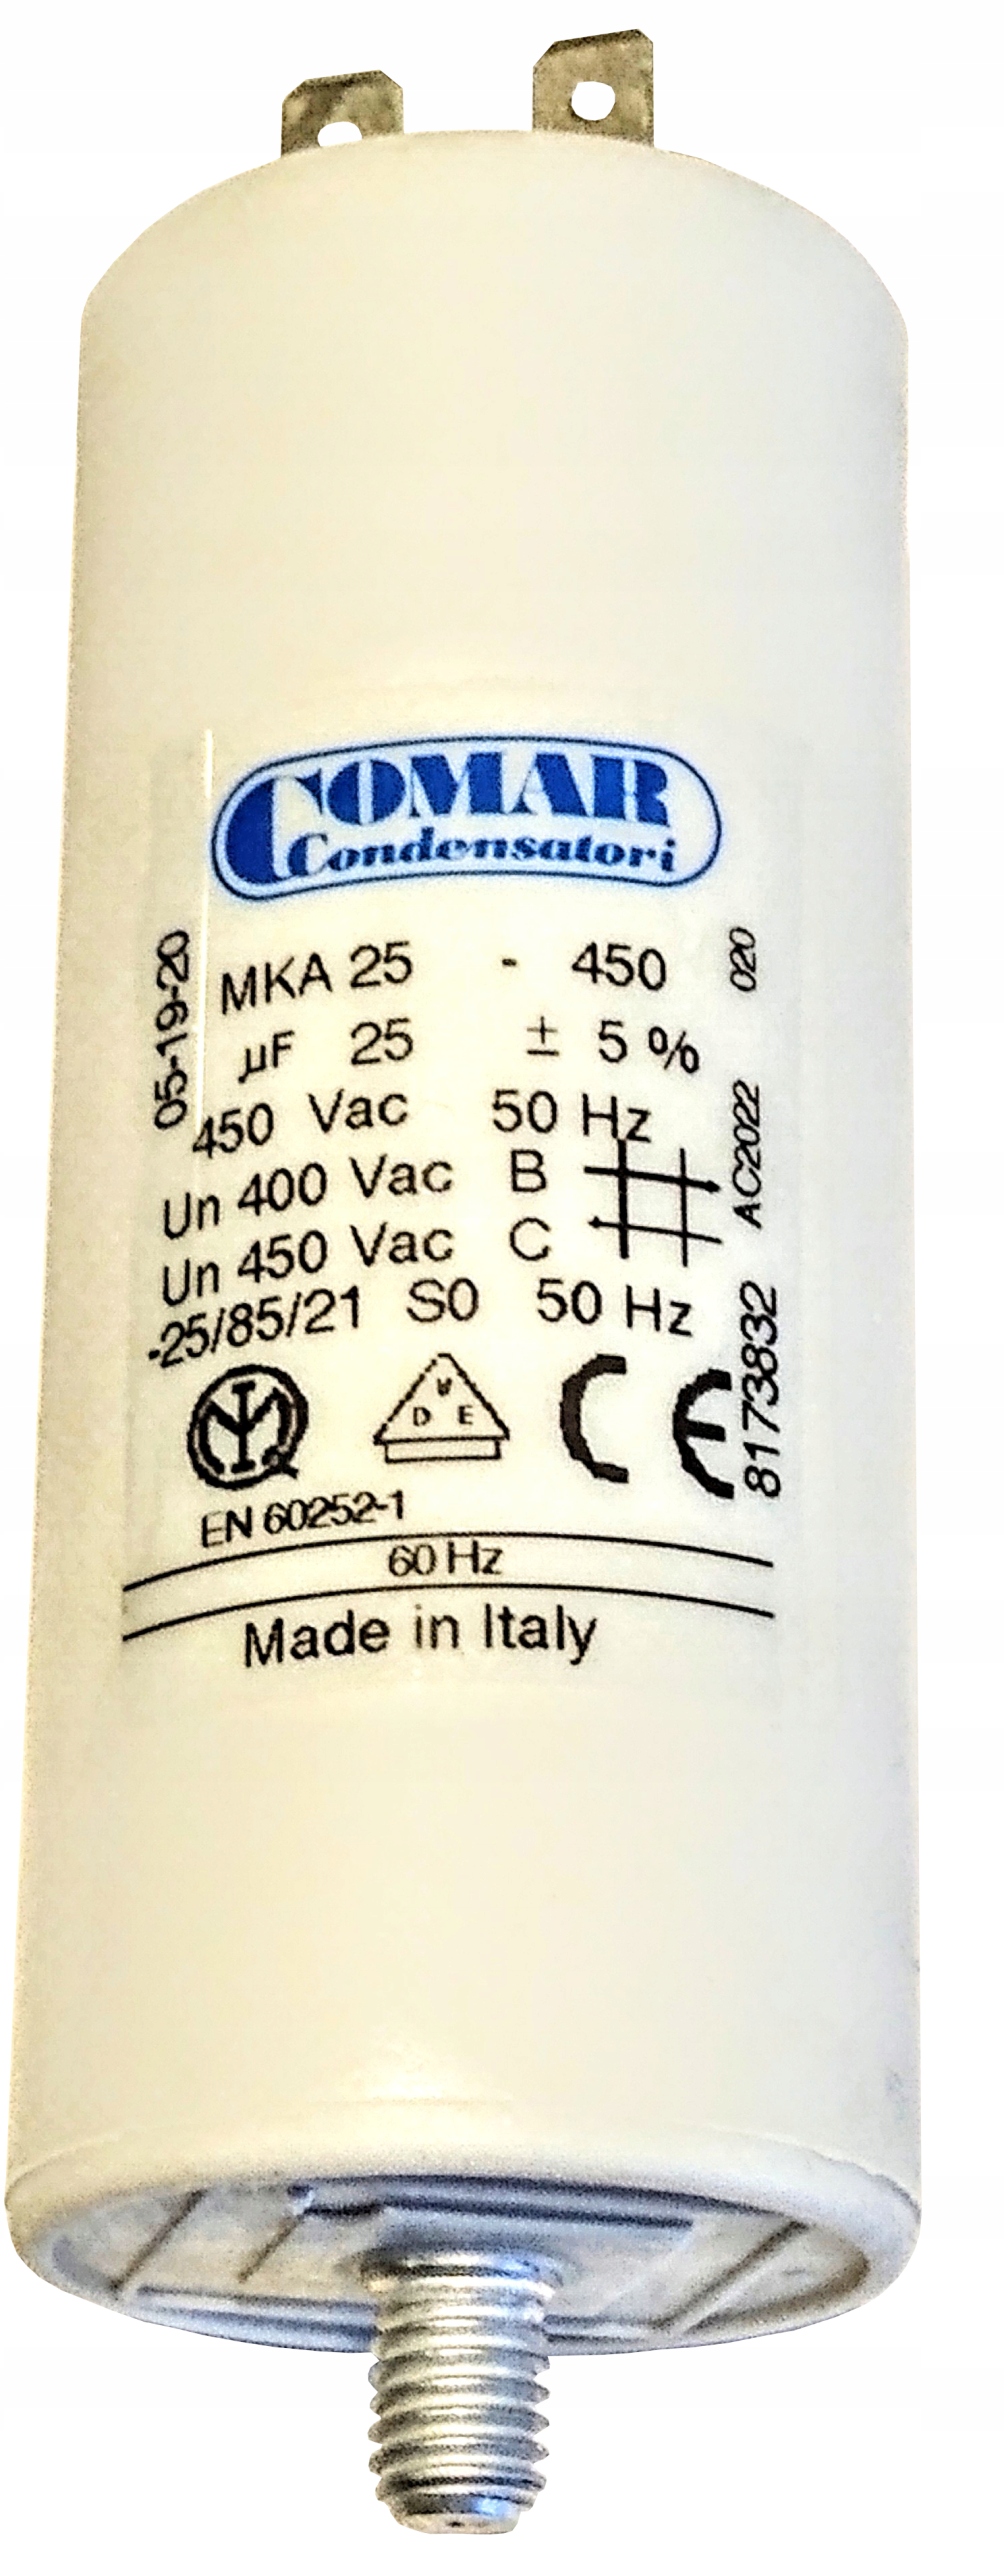 COMAR
Condensatori
MKA 25 - 450
µF 25 ± 5 %
450 Vac 50 Hz
Un 400 Vac B
Un 450 Vac C
-25/85/21 S0 50 Hz
V
D E
CE
EN 60252-1
60 Hz
Made in Italy
05-19-20
020
AC2022
8173832